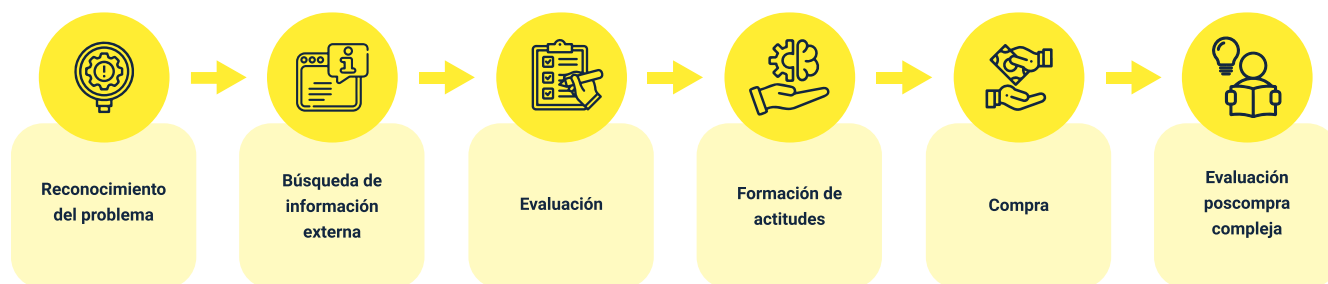 Reconocimiento
del problema
Búsqueda de
información
externa
Evaluación
Formación de
actitudes
Compra
Evaluación
poscompra
compleja